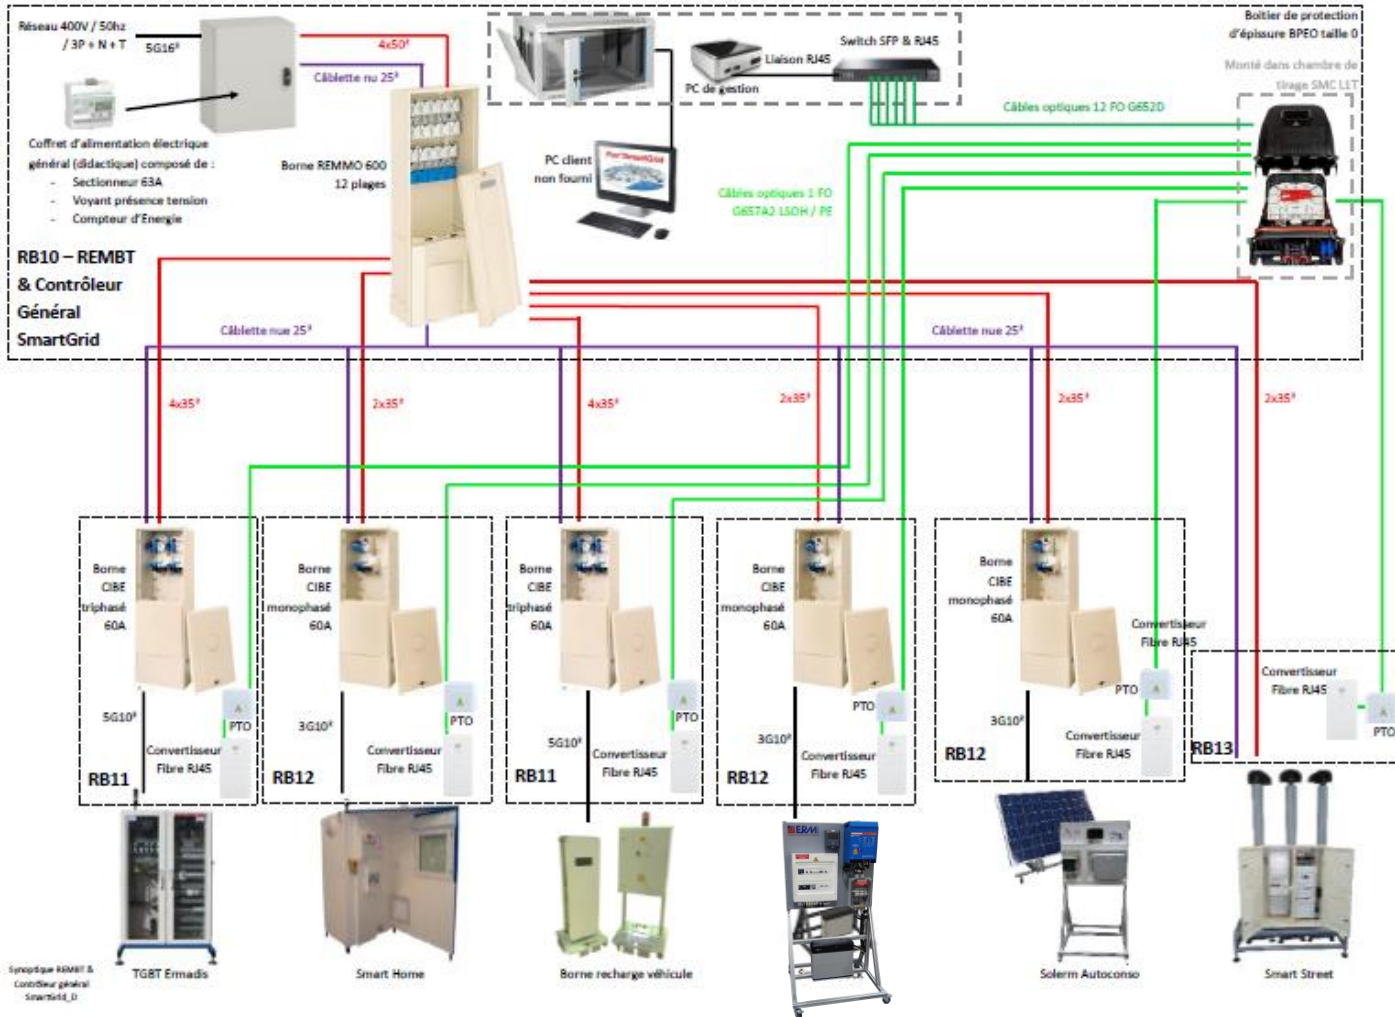 Réseau 400V / 50hz
/ 3P + N + T
5G16²
4x50²
Câblette nu 25²
Coffret d'alimentation électrique
général (didactique) composé de :
- Sectionneur 63A
- Voyant présence tension
- Compteur d'Energie
Borne REMMO 600
12 plages
RB10 – REMBT
& Contrôleur
Général
SmartGrid
PC de gestion
Liaison RJ45
Switch SFP & RJ45
PC client
non fourni
Boitier de protection
d'épissure BPEO taille 0
Monté dans chambre de
tirage SMC L1T
Câbles optiques 12 FO G652D
Câbles optiques 1 FO
G657A2 LSOH / PE
Câblette nue 25²
Câblette nue 25²
4x35²
2x35²
4x35²
2x35²
2x35²
2x35²
Borne
CIBE
triphasé
60A
5G10²
PTO
Convertisseur
Fibre RJ45
RB11
Borne
CIBE
monophasé
60A
3G10²
PTO
Convertisseur
Fibre RJ45
RB12
Borne
CIBE
triphasé
60A
5G10²
PTO
Convertisseur
Fibre RJ45
RB11
Borne
CIBE
monophasé
60A
3G10²
PTO
Convertisseur
Fibre RJ45
RB12
Borne
CIBE
monophasé
60A
Convertisseur
Fibre RJ45
3G10²
PTO
Convertisseur
Fibre RJ45
RB12
Convertisseur
Fibre RJ45
PTO
RB13
ERM
TGBT Ermadis
Smart Home
Borne recharge véhicule
Solerm Autoconso
Smart Street
Synoptique REMBT &
Contrôleur général
SmartGrid_D